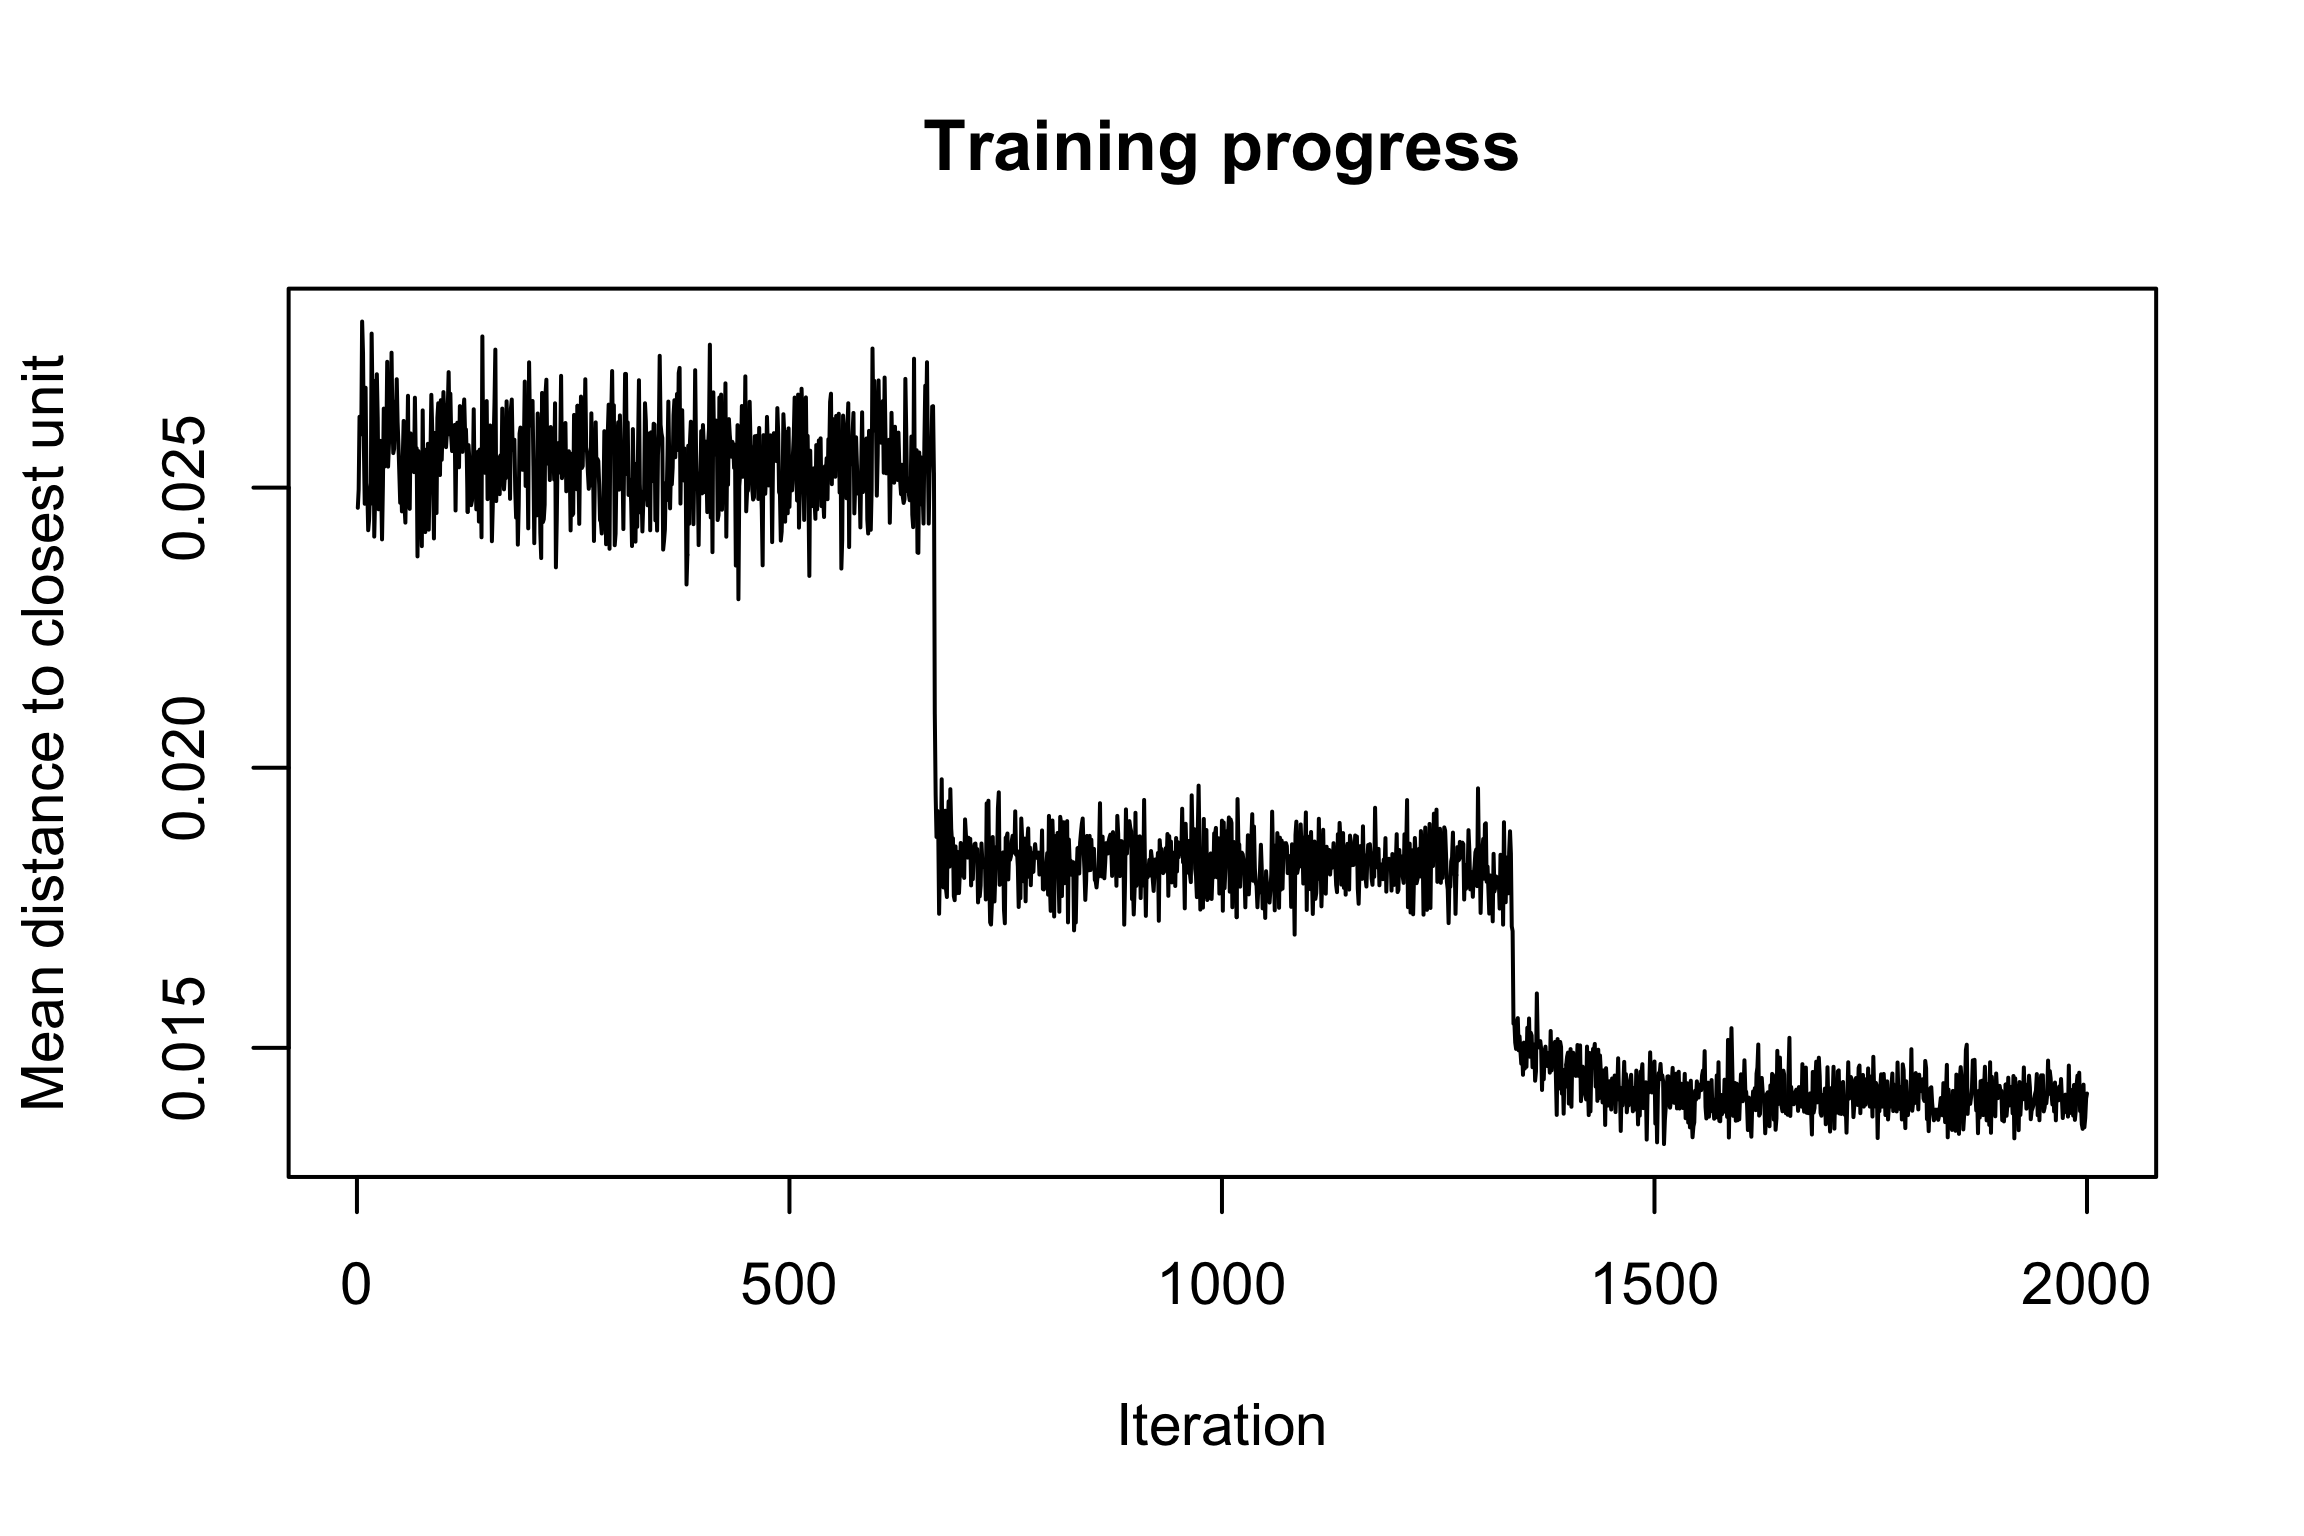 Training progress
Mean distance to closest unit
0.025
0.020
0.015
0 500 1000 1500 2000
Iteration